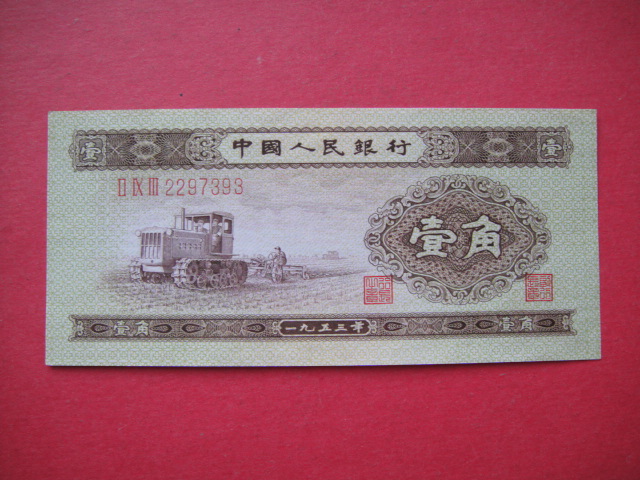 壹 中國人民銀行 壹
II IX III 2297393
壹角
壹角 一九五三年 壹角